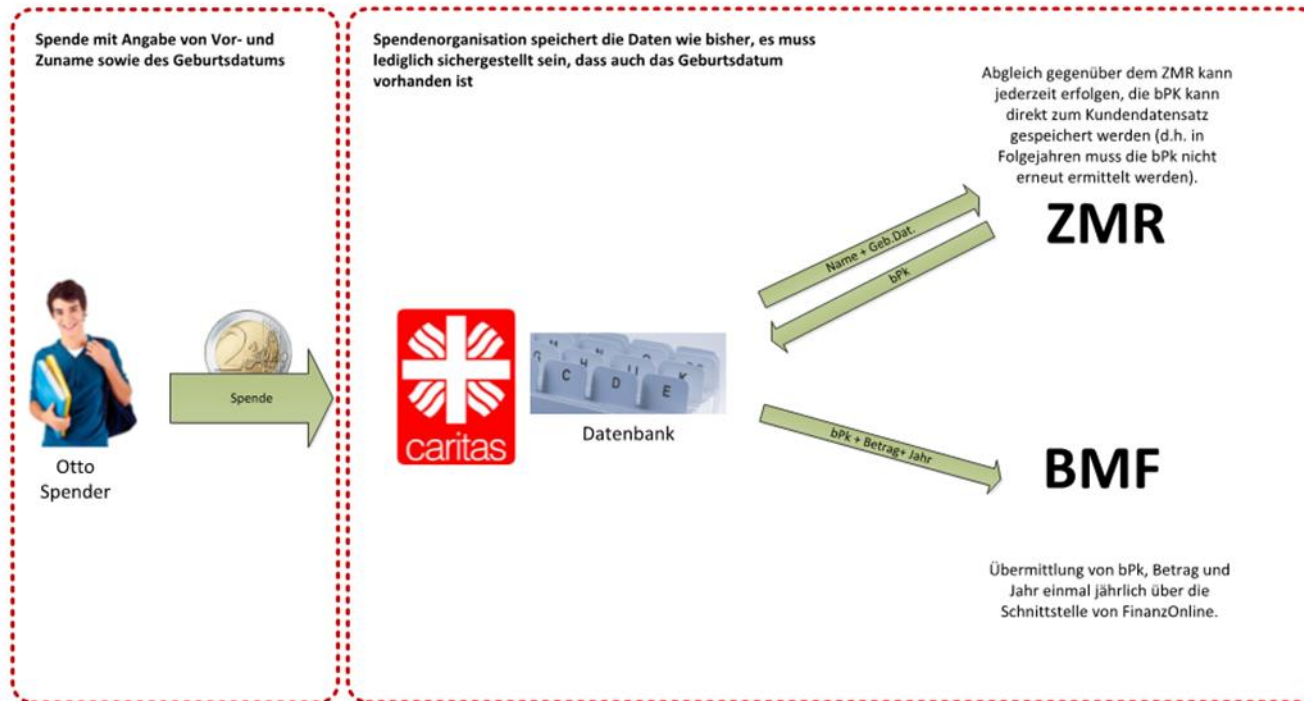 Spende mit Angabe von Vor- und
Zuname sowie des Geburtsdatums
Spende
Otto
Spender
Spendenorganisation speichert die Daten wie bisher, es muss
lediglich sichergestellt sein, dass auch das Geburtsdatum
vorhanden ist
caritas
C D E
Datenbank
Name + Geb.Dat.
bPk
bPk + Betrag+ Jahr
Abgleich gegenüber dem ZMR kann
jederzeit erfolgen, die bPK kann
direkt zum Kundendatensatz
gespeichert werden (d.h. in
Folgejahren muss die bPk nicht
erneut ermittelt werden).
ZMR
BMF
Übermittlung von bPk, Betrag und
Jahr einmal jährlich über die
Schnittstelle von FinanzOnline.